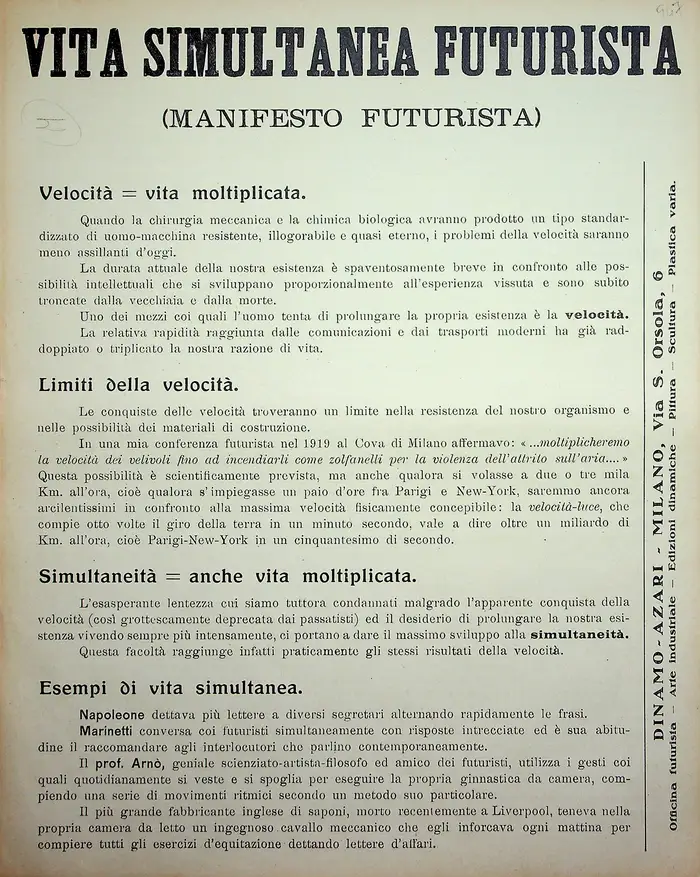 VITA SIMULTANEA FUTURISTA
(MANIFESTO FUTURISTA)
Velocità = vita moltiplicata.
Quando la chirurgia meccanica e la chimica biologica avranno prodotto un tipo standar-
dizzato di uomo-macchina resistente, illogorabile e quasi eterno, i problemi della velocità saranno
meno assillanti d'oggi.
La durata attuale della nostra esistenza è spaventosamente breve in confronto alle pos-
sibilità intellettuali che si sviluppano proporzionalmente all'esperienza vissuta e sono subito
troncate dalla vecchiaia e dalla morte.
Uno dei mezzi coi quali l'uomo tenta di prolungare la propria esistenza è la velocità.
La relativa rapidità raggiunta dalle comunicazioni e dai trasporti moderni ha già rad-
doppiato o triplicato la nostra razione di vita.
Limiti della velocità.
Le conquiste delle velocità troveranno un limite nella resistenza del nostro organismo e
nelle possibilità dei materiali di costruzione.
In una mia conferenza futurista nel 1919 al Cova di Milano affermavo: « ...moltiplicheremo
la velocità dei velivoli fino ad incendiarli come zolfanelli per la violenza dell'attrito sull'aria.... »
Questa possibilità è scientificamente prevista, ma anche qualora si volasse a due o tre mila
Km. all'ora, cioè qualora s'impiegasse un paio d'ore fra Parigi e New-York, saremmo ancora
arcilentissimi in confronto alla massima velocità fisicamente concepibile: la velocità-luce, che
compie otto volte il giro della terra in un minuto secondo, vale a dire oltre un miliardo di
Km. all'ora, cioè Parigi-New-York in un cinquantesimo di secondo.
Simultaneità = anche vita moltiplicata.
L'esasperante lentezza cui siamo tuttora condannati malgrado l'apparente conquista della
velocità (così grottescamente deprecata dai passatisti) ed il desiderio di prolungare la nostra esi-
stenza vivendo sempre più intensamente, ci portano a dare il massimo sviluppo alla simultaneità.
Questa facoltà raggiunge infatti praticamente gli stessi risultati della velocità.
Esempi di vita simultanea.
Napoleone dettava più lettere a diversi segretari alternando rapidamente le frasi.
Marinetti conversa coi futuristi simultaneamente con risposte intrecciate ed è sua abitu-
dine il raccomandare agli interlocutori che parlino contemporaneamente.
Il prof. Arnò, geniale scienziato-artista-filosofo ed amico dei futuristi, utilizza i gesti coi
quali quotidianamente si veste e si spoglia per eseguire la propria ginnastica da camera, com-
piendo una serie di movimenti ritmici secondo un metodo suo particolare.
Il più grande fabbricante inglese di saponi, morto recentemente a Liverpool, teneva nella
propria camera da letto un ingegnoso cavallo meccanico che egli inforcava ogni mattina per
compiere tutti gli esercizi d'equitazione dettando lettere d'affari.
DINAMO-AZARI - MILANO, Via S. Orsola, 6
Officina futurista — Arte industriale — Edizioni dinamiche — Pittura — Scultura — Plastica varia.